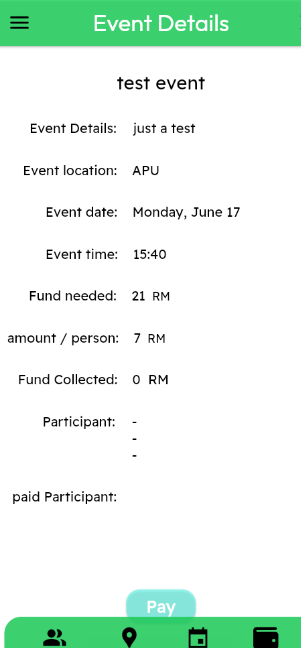 Event Details
test event
Event Details: just a test
Event location: APU
Event date: Monday, June 17
Event time: 15:40
Fund needed: 21 RM
amount / person: 7 RM
Fund Collected: 0 RM
Participant: -
-
-
paid Participant:
Pay